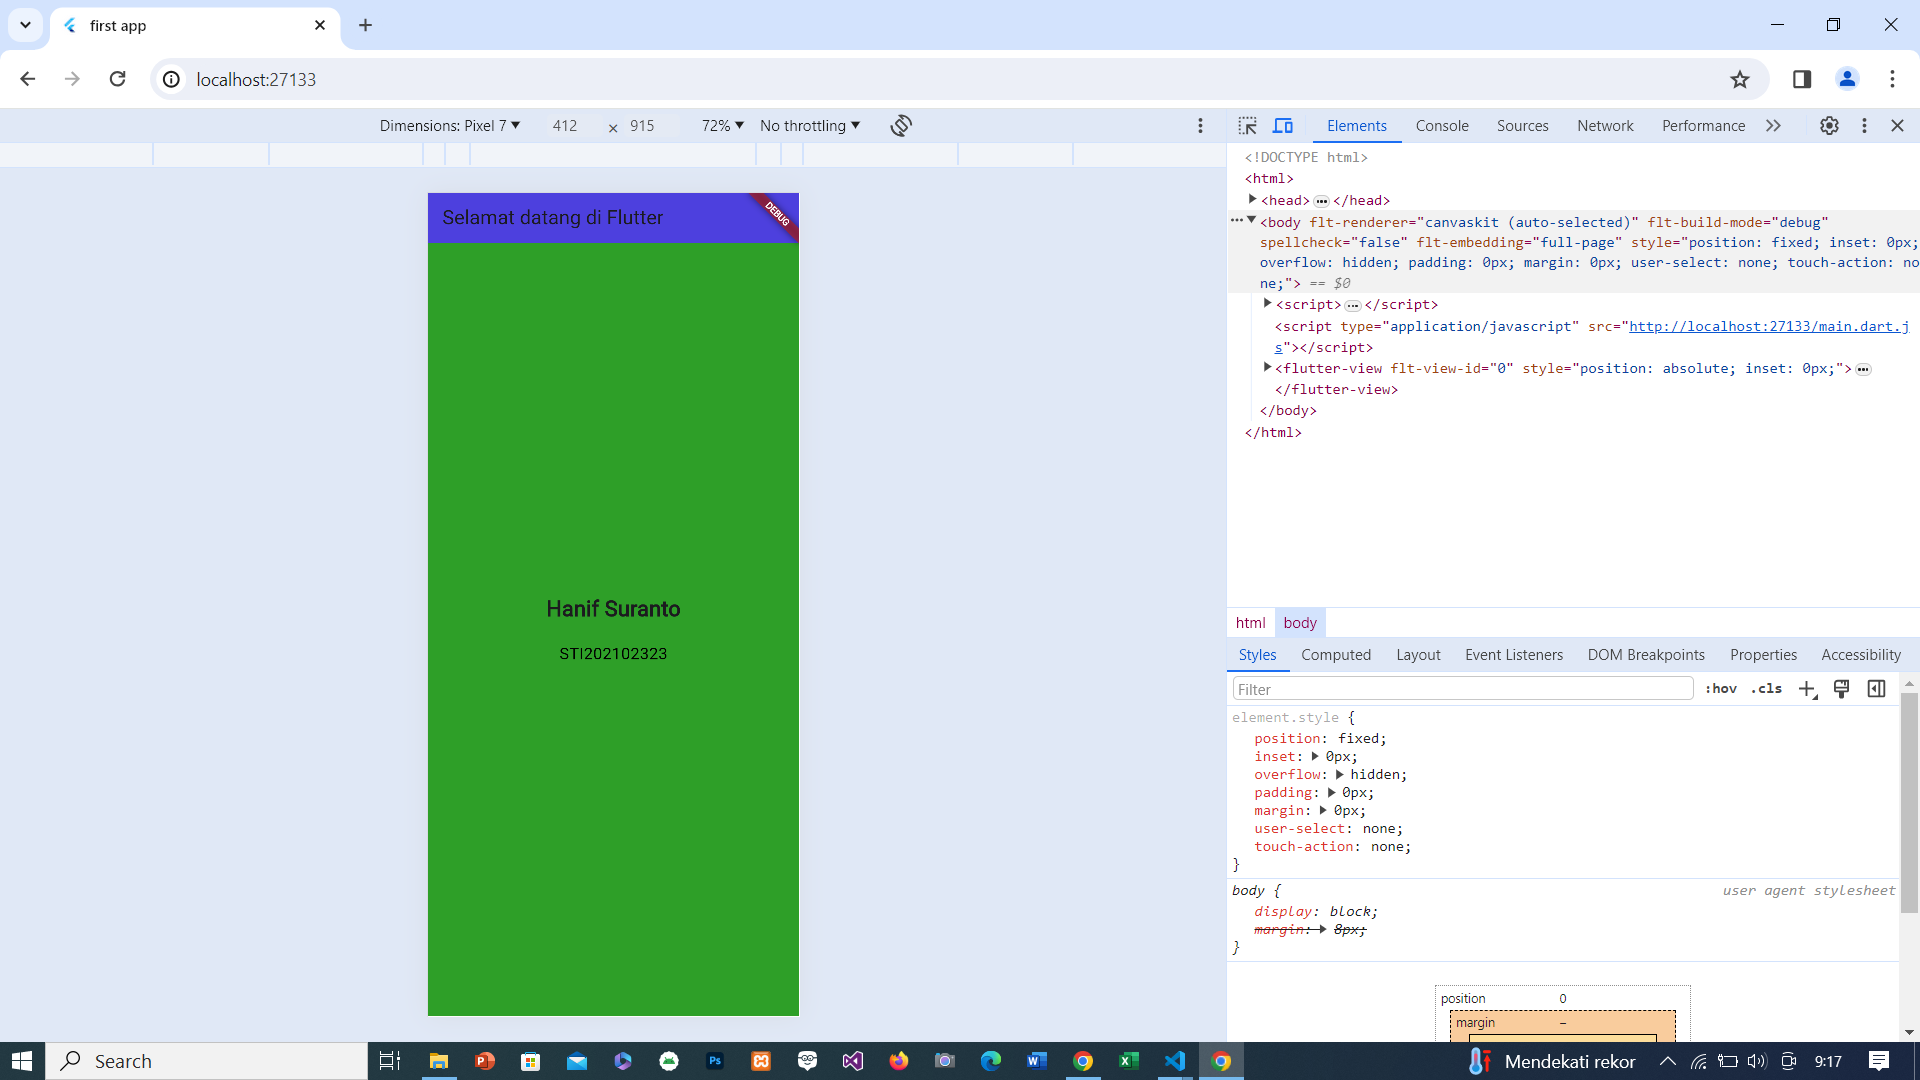 first app
localhost:27133
Dimensions: Pixel 7 ▼ 412 × 915 72% ▼ No throttling ▼
Elements Console Sources Network Performance
<!DOCTYPE html>
<html>
<head> ••• </head>
<body flt-renderer="canvaskit (auto-selected)" flt-build-mode="debug"
spellcheck="false" flt-embedding="full-page" style="position: fixed; inset: 0px;
overflow: hidden; padding: 0px; margin: 0px; user-select: none; touch-action: no
ne;"> == $0
<script> ••• </script>
<script type="application/javascript" src="http://localhost:27133/main.dart.j
s"></script>
<flutter-view flt-view-id="0" style="position: absolute; inset: 0px;"> •••
</flutter-view>
</body>
</html>
Selamat datang di Flutter
DEBUG
Hanif Suranto
STI202102323
html body
Styles Computed Layout Event Listeners DOM Breakpoints Properties Accessibility
Filter :hov .cls
element.style {
position: fixed;
inset: 0px;
overflow: hidden;
padding: 0px;
margin: 0px;
user-select: none;
touch-action: none;
}
body { user agent stylesheet
display: block;
margin: 8px;
}
position 0
margin –
Search
Mendekati rekor 9:17